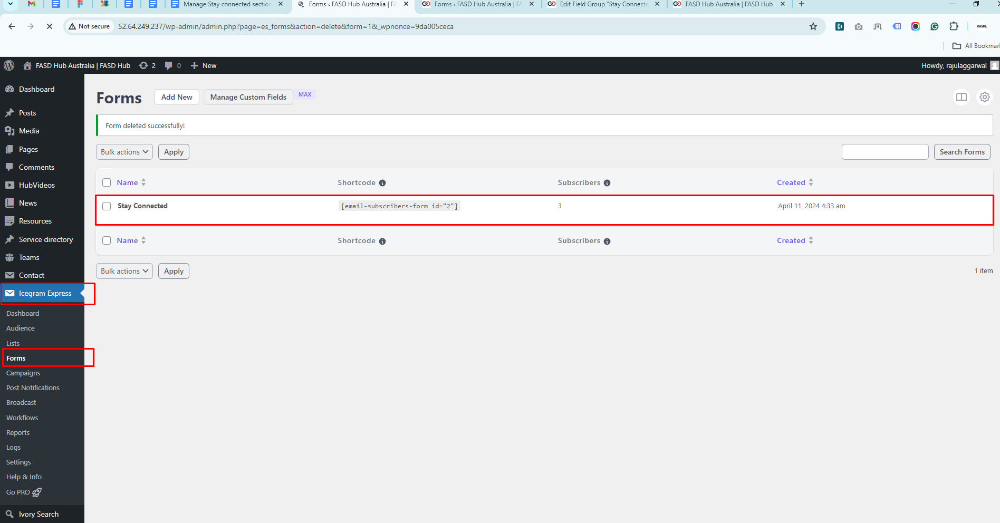 Manage Stay connected section
Forms ‹ FASD Hub Australia | FA
Forms ‹ FASD Hub Australia | FA
Edit Field Group “Stay Connecte
FASD Hub Australia | FASD Hub
Not secure
52.64.249.237/wp-admin/admin.php?page=es_forms&action=delete&form=1&_wpnonce=9da005ceca
OKMG.
All Bookmar
FASD Hub Australia | FASD Hub
2
0
New
Howdy, rajulaggarwal
Dashboard
Posts
Media
Pages
Comments
HubVideos
News
Resources
Service directory
Teams
Contact
Icegram Express
Dashboard
Audience
Lists
Forms
Campaigns
Post Notifications
Broadcast
Workflows
Reports
Logs
Settings
Help & Info
Go PRO
Ivory Search
Forms
Add New
Manage Custom Fields
MAX
Form deleted successfully!
Bulk actions
Apply
Search Forms
Name
Shortcode
Subscribers
Created
Stay Connected
[email-subscribers-form id="2"]
3
April 11, 2024 4:33 am
Name
Shortcode
Subscribers
Created
Bulk actions
Apply
1 item